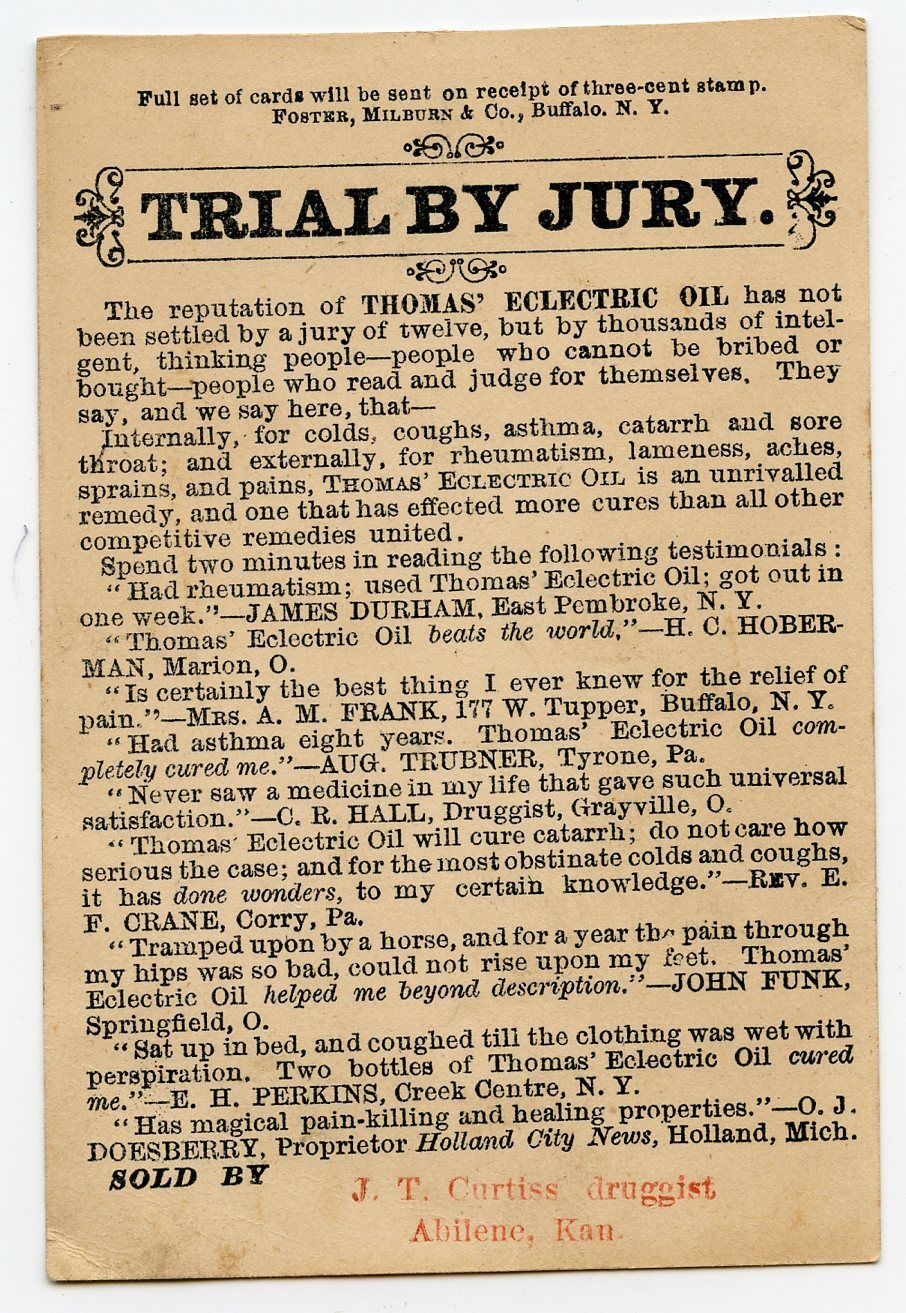 Full set of cards will be sent on receipt of three-cent stamp.
FOSTER, MILBURN & Co., Buffalo. N. Y.
TRIAL BY JURY.
The reputation of THOMAS' ECLECTRIC OIL has not
been settled by a jury of twelve, but by thousands of intel-
gent, thinking people—people who cannot be bribed or
bought—people who read and judge for themselves. They
say, and we say here, that—
Internally, for colds, coughs, asthma, catarrh and sore
throat; and externally, for rheumatism, lameness, aches,
sprains, and pains, THOMAS' ECLECTRIC OIL is an unrivalled
remedy, and one that has effected more cures than all other
competitive remedies united.
Spend two minutes in reading the following testimonials:
"Had rheumatism; used Thomas' Eclectric Oil; got out in
one week."—JAMES DURHAM, East Pembroke, N. Y.
"Thomas' Eclectric Oil beats the world."—H. C. HOBER-
MAN, Marion, O.
"Is certainly the best thing I ever knew for the relief of
pain."—MRS. A. M. FRANK, 177 W. Tupper, Buffalo, N. Y.
"Had asthma eight years. Thomas' Eclectric Oil com-
pletely cured me."—AUG. TRUBNER, Tyrone, Pa.
"Never saw a medicine in my life that gave such universal
satisfaction."—C. R. HALL, Druggist, Grayville, O.
"Thomas' Eclectric Oil will cure catarrh; do not care how
serious the case; and for the most obstinate colds and coughs,
it has done wonders, to my certain knowledge."—REV. E.
F. CRANE, Corry, Pa.
"Tramped upon by a horse, and for a year the pain through
my hips was so bad, could not rise upon my feet. Thomas'
Eclectric Oil helped me beyond description."—JOHN FUNK,
Springfield, O.
"Sat up in bed, and coughed till the clothing was wet with
perspiration. Two bottles of Thomas' Eclectric Oil cured
me."—E. H. PERKINS, Creek Centre, N. Y.
"Has magical pain-killing and healing properties."—O. J.
DOESBERRY, Proprietor Holland City News, Holland, Mich.
SOLD BY
J. T. Curtiss druggist
Abilene, Kan.